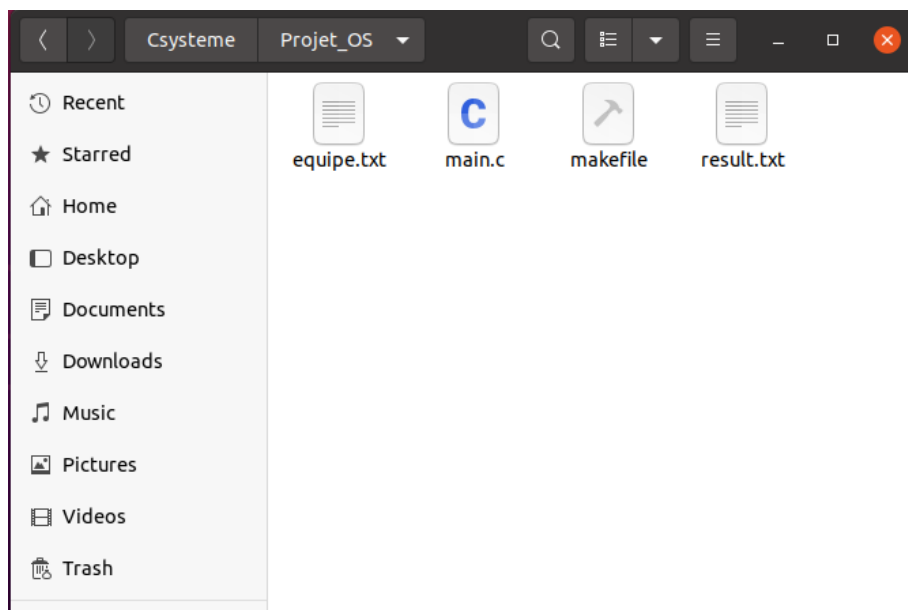 Csysteme Projet_OS
Recent
Starred
Home
Desktop
Documents
Downloads
Music
Pictures
Videos
Trash
equipe.txt main.c makefile result.txt